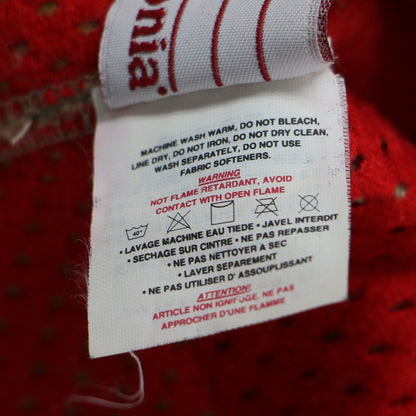 onia
MACHINE WASH WARM, DO NOT BLEACH,
LINE DRY, DO NOT IRON, DO NOT DRY CLEAN,
WASH SEPARATELY, DO NOT USE
FABRIC SOFTENERS.
WARNING
NOT FLAME RETARDANT, AVOID
CONTACT WITH OPEN FLAME
40°
• LAVAGE MACHINE EAU TIEDE • JAVEL INTERDIT
• SECHAGE SUR CINTRE • NE PAS REPASSER
• NE PAS NETTOYER A SEC
• LAVER SEPAREMENT
• NE PAS UTILISER D'ASSOUPLISSANT
ATTENTION!
ARTICLE NON IGNIFUGE. NE PAS
APPROCHER D'UNE FLAMME